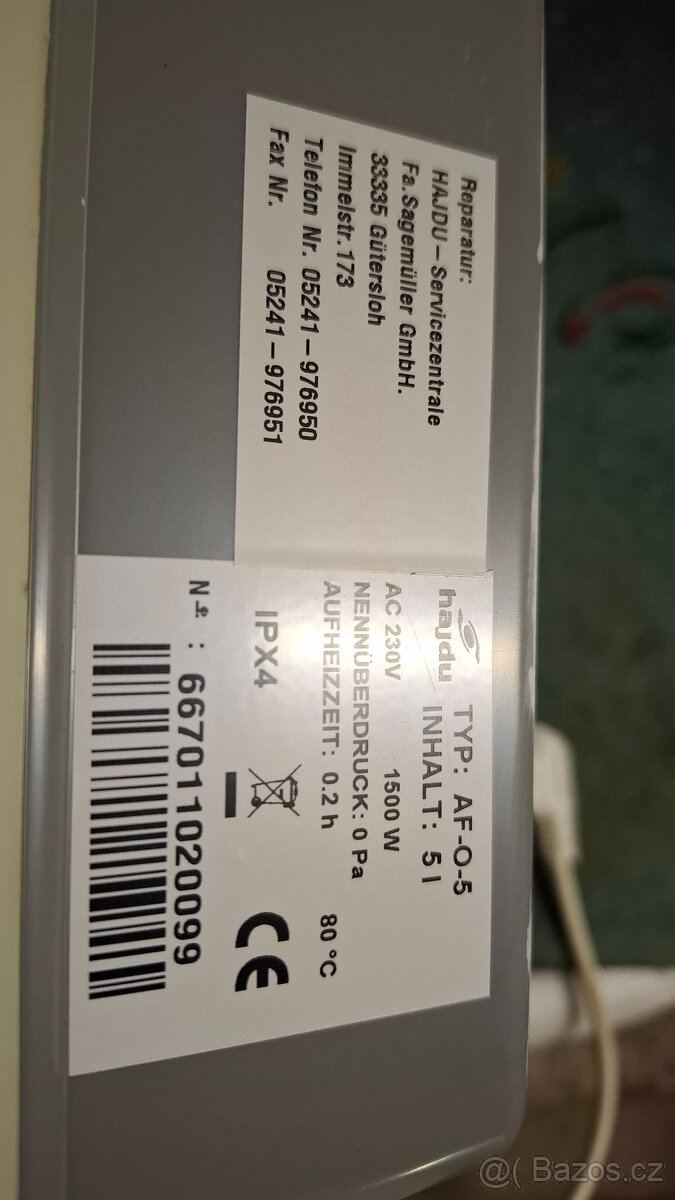 Reparatur:
HAJDU – Servicezentrale
Fa. Sagemüller GmbH.
33335 Gütersloh
Immelstr. 173
Telefon Nr. 05241 – 976950
Fax Nr. 05241 – 976951
hajdu TYP: AF-O-5
INHALT: 5 l
AC 230V 1500 W
NENNÜBERDRUCK: 0 Pa
AUFHEIZZEIT: 0.2 h 80 °C
IPX4 CE
№ : 667011020099
@( Bazos.cz